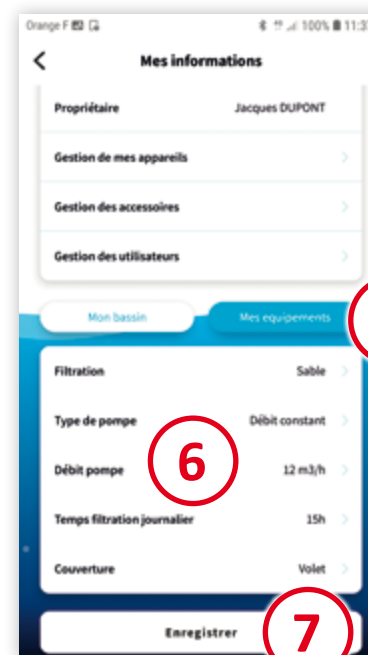 Orange F 100% 11:3
Mes informations
Propriétaire Jacques DUPONT
Gestion de mes appareils
Gestion des accessoires
Gestion des utilisateurs
Mon bassin Mes equipements
Filtration Sable
Type de pompe Débit constant
6
Débit pompe 12 m3/h
Temps filtration journalier 15h
Couverture Volet
Enregistrer 7